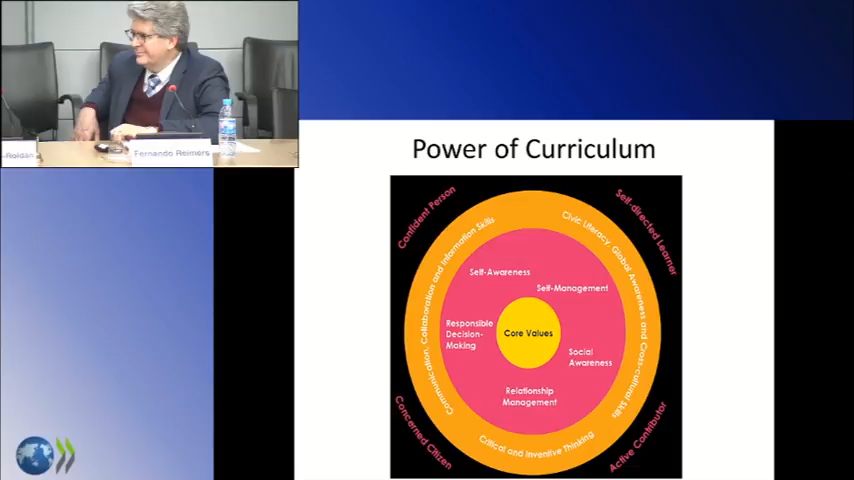 -Roldán
Fernando Reimers
Power of Curriculum
Confident Person
Self-directed Learner
Communication, Collaboration and Information Skills
Civic Literacy, Global Awareness and Cross-cultural Skills
Self-Awareness
Self-Management
Responsible
Decision-
Making
Core Values
Social
Awareness
Relationship
Management
Critical and Inventive Thinking
Concerned Citizen
Active Contributor